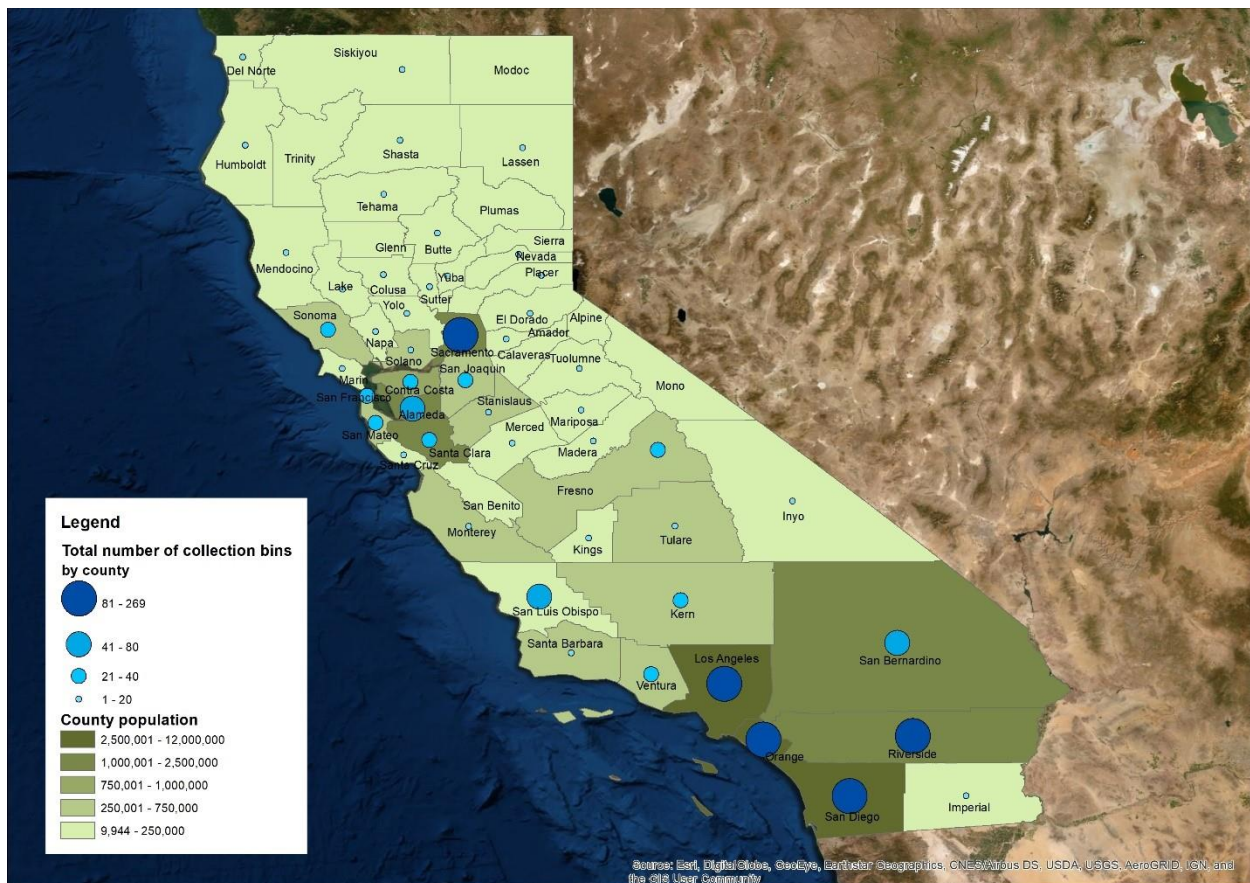 Siskiyou
Del Norte
Modoc
Humboldt
Trinity
Shasta
Lassen
Tehama
Plumas
Glenn
Butte
Sierra
Nevada
Mendocino
Lake
Colusa
Yuba
Placer
Sutter
Yolo
Sonoma
Napa
El Dorado
Alpine
Amador
Sacramento
Calaveras
Solano
Tuolumne
San Joaquin
Marin
Contra Costa
Mono
San Francisco
Stanislaus
Alameda
Mariposa
San Mateo
Merced
Santa Clara
Madera
Santa Cruz
Fresno
San Benito
Inyo
Monterey
Kings
Tulare
San Luis Obispo
Kern
Santa Barbara
Los Angeles
San Bernardino
Ventura
Orange
Riverside
San Diego
Imperial
Legend
Total number of collection bins
by county
81 - 269
41 - 80
21 - 40
1 - 20
County population
2,500,001 - 12,000,000
1,000,001 - 2,500,000
750,001 - 1,000,000
250,001 - 750,000
9,944 - 250,000
Source: Esri, DigitalGlobe, GeoEye, Earthstar Geographics, CNES/Airbus DS, USDA, USGS, AeroGRID, IGN, and
the GIS User Community